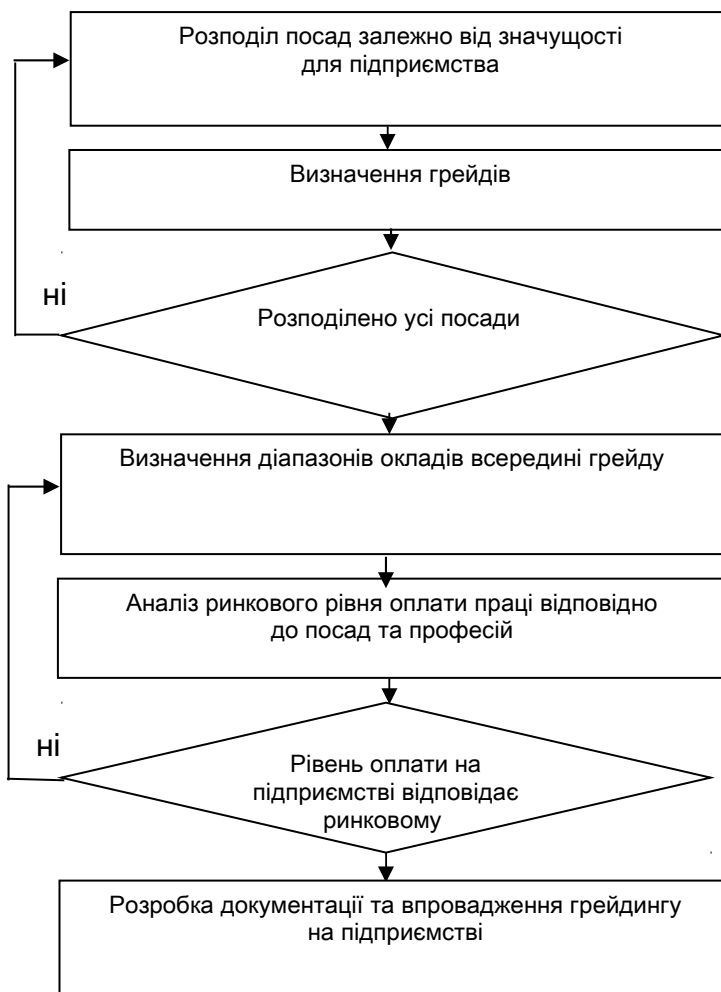 Розподіл посад залежно від значущості
для підприємства
Визначення грейдів
ні
Розподілено усі посади
Визначення діапазонів окладів всередині грейду
Аналіз ринкового рівня оплати праці відповідно
до посад та професій
ні
Рівень оплати на
підприємстві відповідає
ринковому
Розробка документації та впровадження грейдингу
на підприємстві